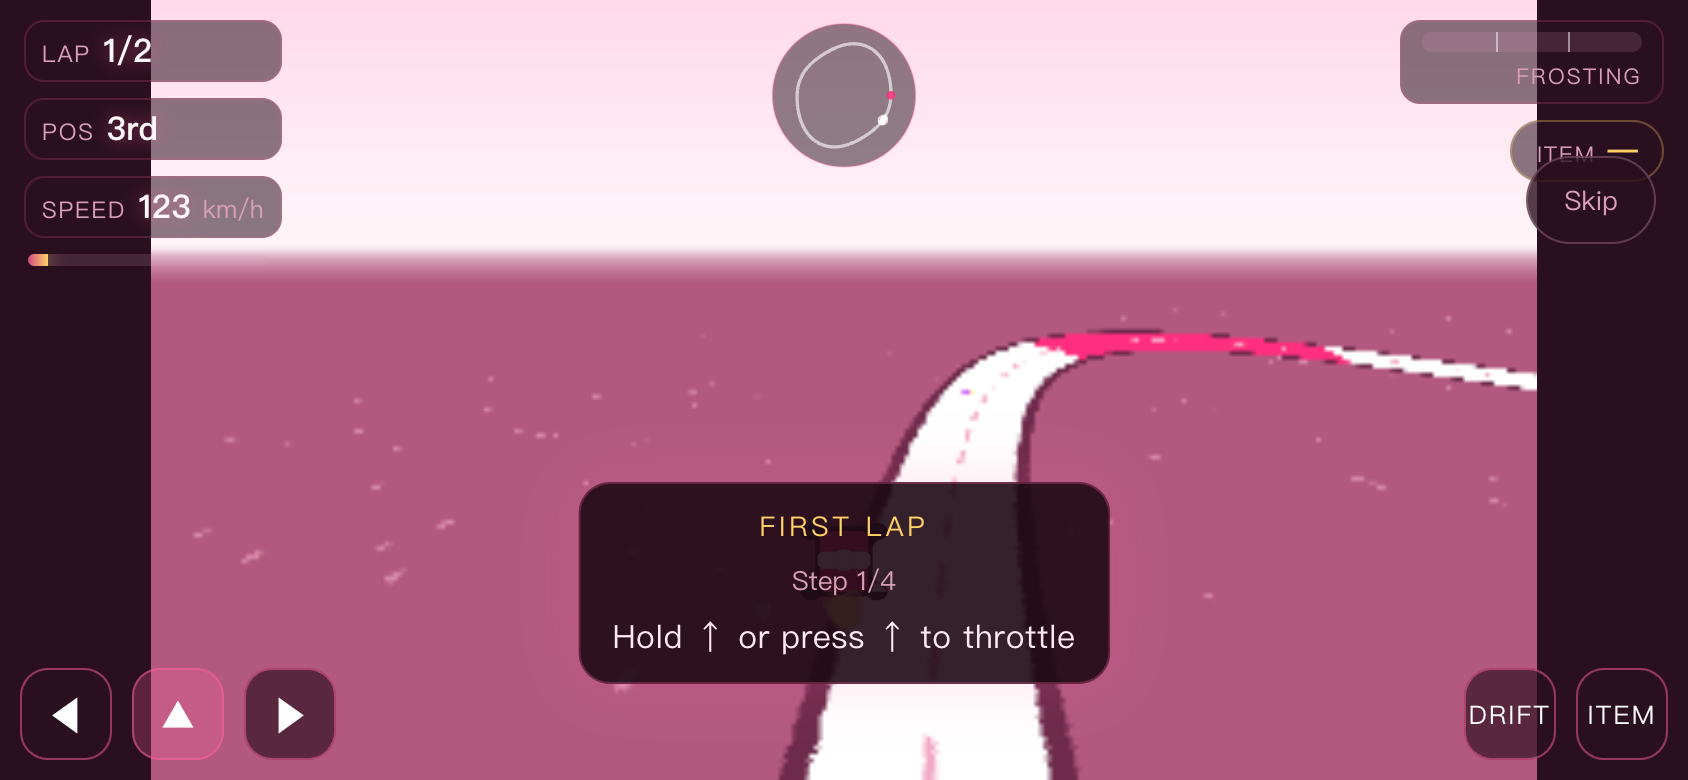 LAP 1/2
POS 3rd
SPEED 123 km/h
FROSTING
ITEM —
Skip
FIRST LAP
Step 1/4
Hold ↑ or press ↑ to throttle
DRIFT
ITEM